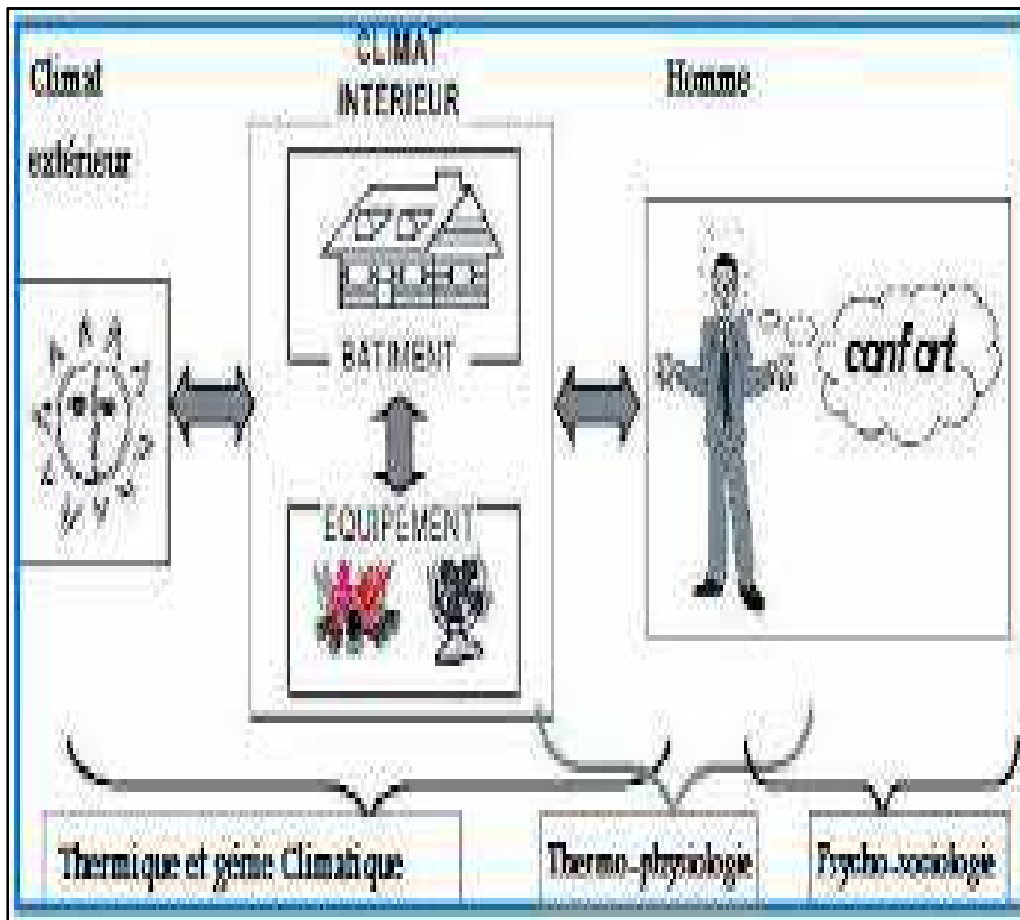 Climat
extérieur
CLIMAT
INTERIEUR
Homme
BATIMENT
confort
EQUIPEMENT
Thermique et génie Climatique
Thermo-physiologie
Psycho-sociologie